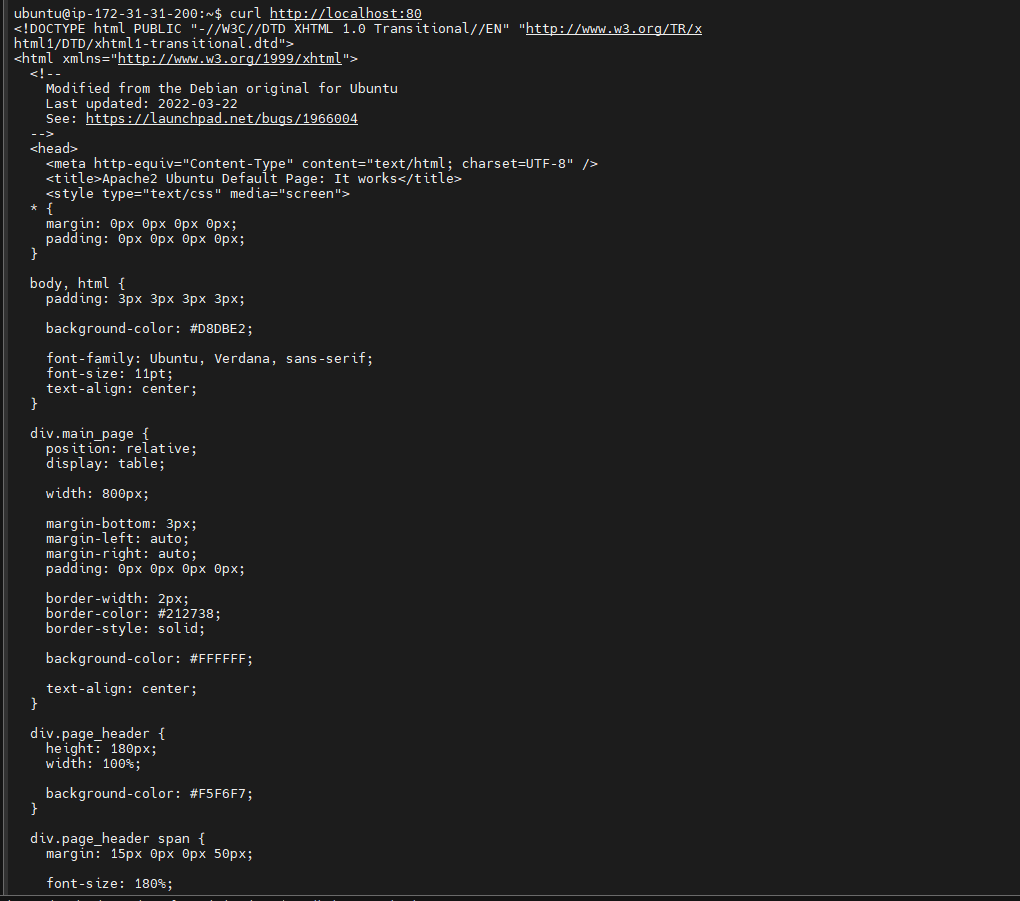 ubuntu@ip-172-31-31-200:~$ curl http://localhost:80
<!DOCTYPE html PUBLIC "-//W3C//DTD XHTML 1.0 Transitional//EN" "http://www.w3.org/TR/x
html1/DTD/xhtml1-transitional.dtd">
<html xmlns="http://www.w3.org/1999/xhtml">
  <!--
    Modified from the Debian original for Ubuntu
    Last updated: 2022-03-22
    See: https://launchpad.net/bugs/1966004
  -->
  <head>
    <meta http-equiv="Content-Type" content="text/html; charset=UTF-8" />
    <title>Apache2 Ubuntu Default Page: It works</title>
    <style type="text/css" media="screen">
  * {
    margin: 0px 0px 0px 0px;
    padding: 0px 0px 0px 0px;
  }

  body, html {
    padding: 3px 3px 3px 3px;

    background-color: #D8DBE2;

    font-family: Ubuntu, Verdana, sans-serif;
    font-size: 11pt;
    text-align: center;
  }

  div.main_page {
    position: relative;
    display: table;

    width: 800px;

    margin-bottom: 3px;
    margin-left: auto;
    margin-right: auto;
    padding: 0px 0px 0px 0px;

    border-width: 2px;
    border-color: #212738;
    border-style: solid;

    background-color: #FFFFFF;

    text-align: center;
  }

  div.page_header {
    height: 180px;
    width: 100%;

    background-color: #F5F6F7;
  }

  div.page_header span {
    margin: 15px 0px 0px 50px;

    font-size: 180%;